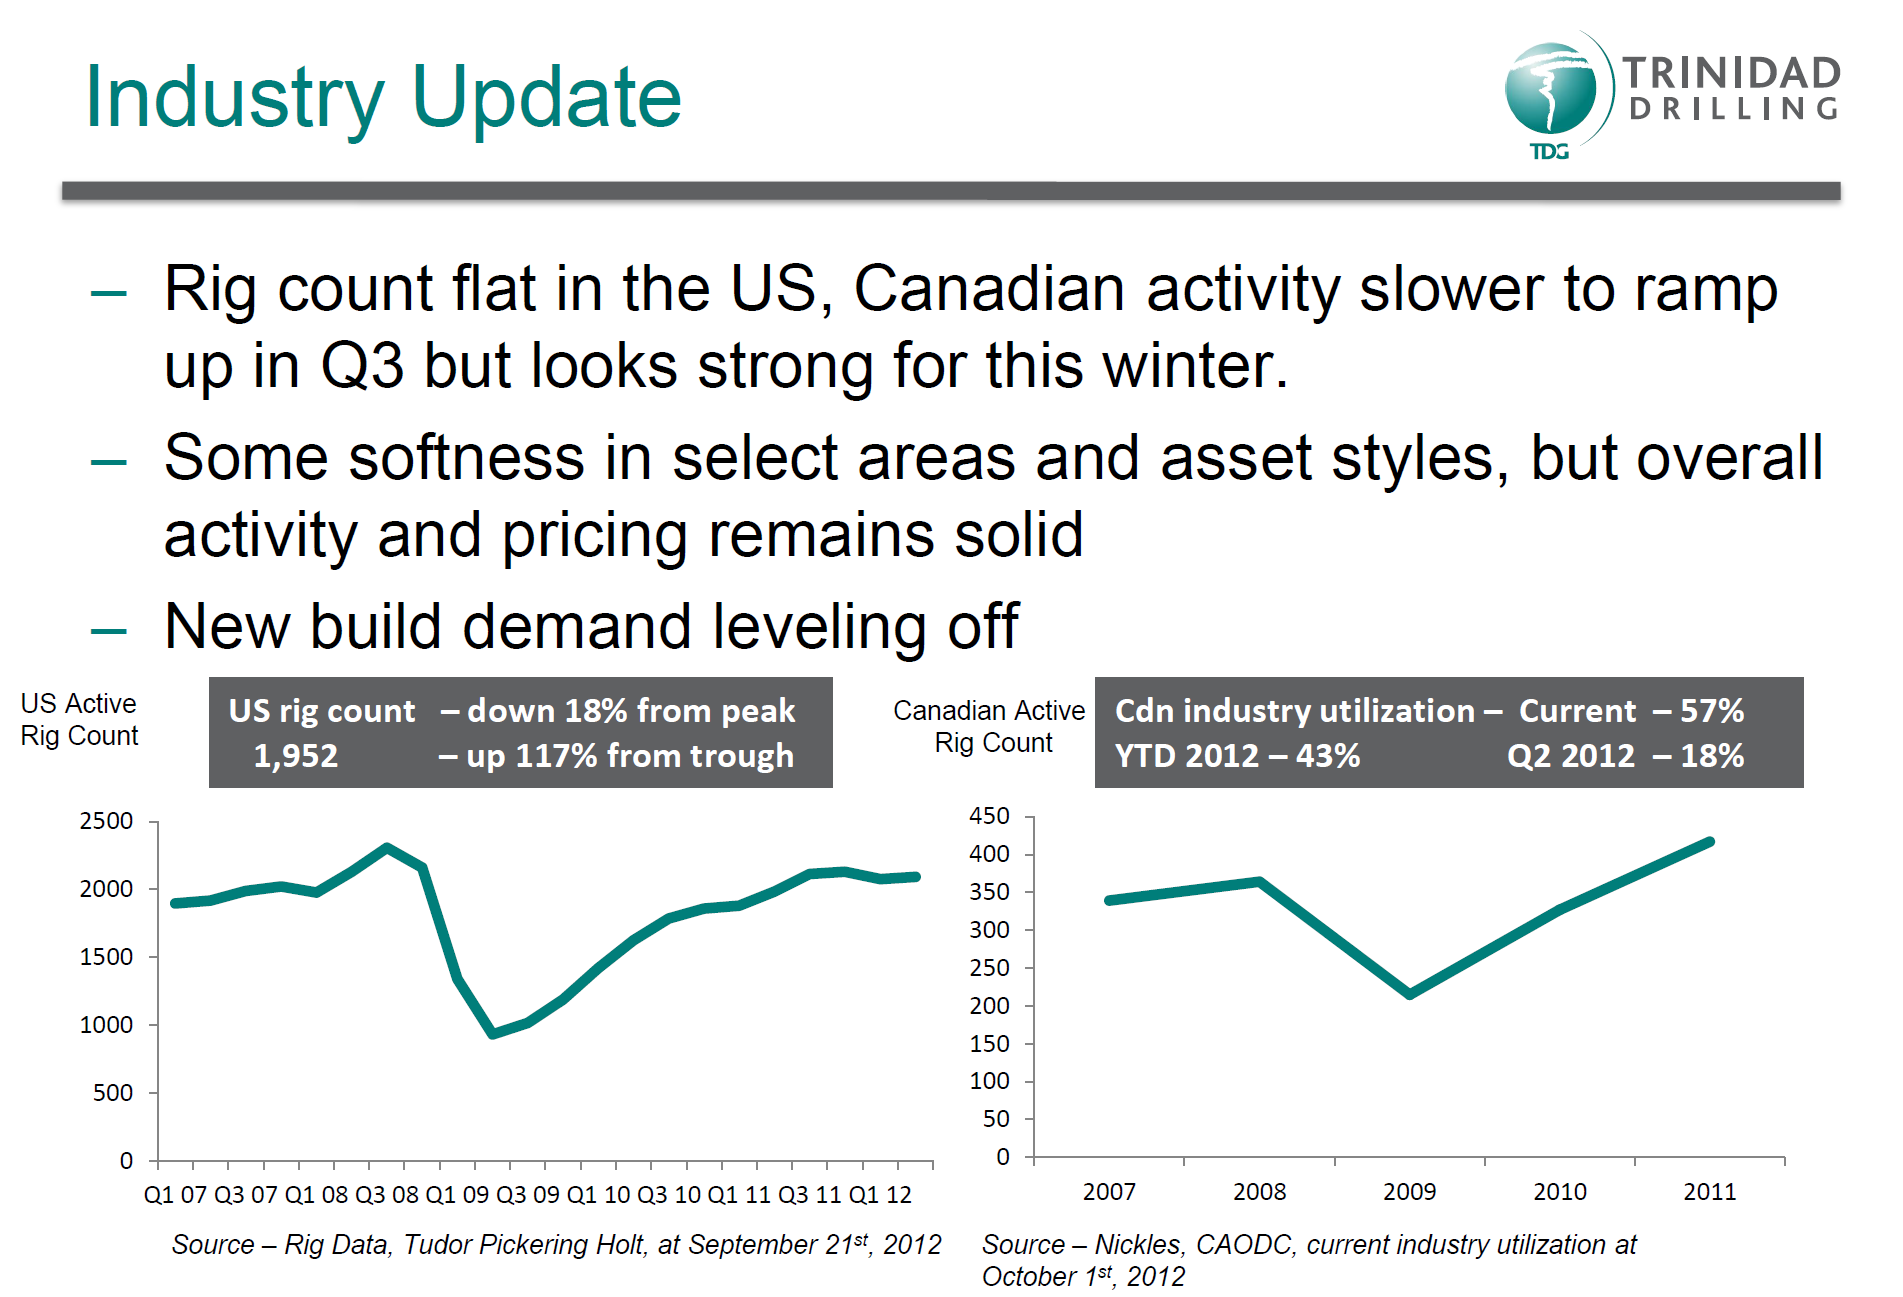 Industry Update
TRINIDAD
DRILLING
TDG
– Rig count flat in the US, Canadian activity slower to ramp
up in Q3 but looks strong for this winter.
– Some softness in select areas and asset styles, but overall
activity and pricing remains solid
– New build demand leveling off
US Active
Rig Count
US rig count – down 18% from peak
1,952 – up 117% from trough
2500
2000
1500
1000
500
0
Q1 07 Q3 07 Q1 08 Q3 08 Q1 09 Q3 09 Q1 10 Q3 10 Q1 11 Q3 11 Q1 12
Source – Rig Data, Tudor Pickering Holt, at September 21st, 2012
Canadian Active
Rig Count
Cdn industry utilization – Current – 57%
YTD 2012 – 43% Q2 2012 – 18%
450
400
350
300
250
200
150
100
50
0
2007 2008 2009 2010 2011
Source – Nickles, CAODC, current industry utilization at
October 1st, 2012